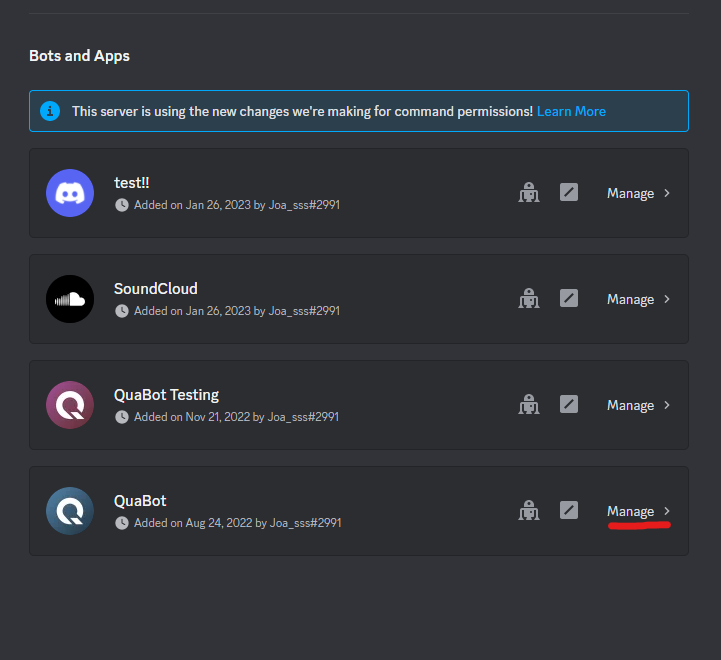 Bots and Apps
This server is using the new changes we're making for command permissions! Learn More
test!!
Added on Jan 26, 2023 by Joa_sss#2991
Manage
SoundCloud
Added on Jan 26, 2023 by Joa_sss#2991
Manage
QuaBot Testing
Added on Nov 21, 2022 by Joa_sss#2991
Manage
QuaBot
Added on Aug 24, 2022 by Joa_sss#2991
Manage